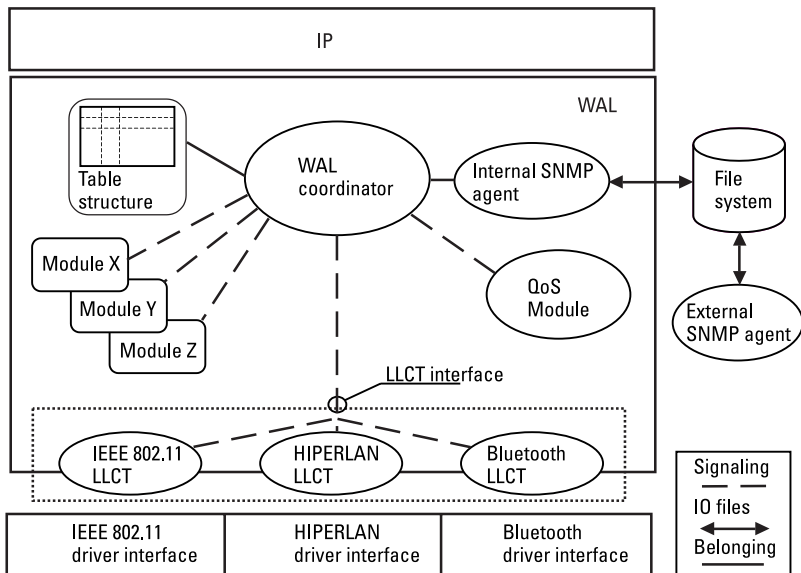 IP
WAL
Table
structure
WAL
coordinator
Internal SNMP
agent
File
system
Module X
Module Y
Module Z
QoS
Module
External
SNMP agent
LLCT interface
IEEE 802.11
LLCT
HIPERLAN
LLCT
Bluetooth
LLCT
Signaling
IO files
Belonging
IEEE 802.11
driver interface
HIPERLAN
driver interface
Bluetooth
driver interface